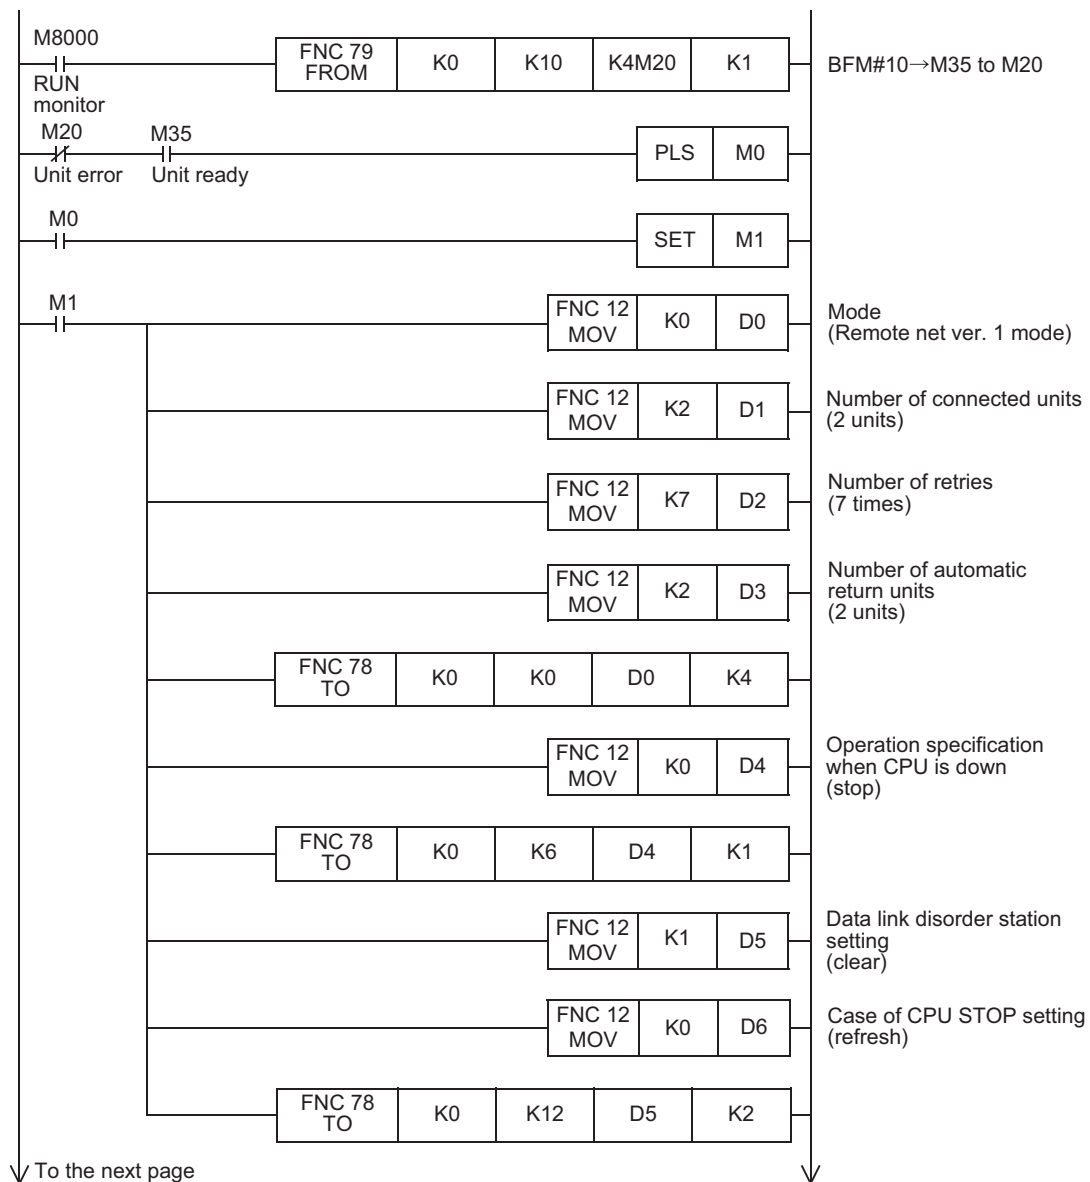 M8000
FNC 79
FROM
K0
K10
K4M20
K1
BFM#10→M35 to M20
RUN
monitor
M20
M35
PLS
M0
Unit error
Unit ready
M0
SET
M1
M1
FNC 12
MOV
K0
D0
Mode
(Remote net ver. 1 mode)
FNC 12
MOV
K2
D1
Number of connected units
(2 units)
FNC 12
MOV
K7
D2
Number of retries
(7 times)
FNC 12
MOV
K2
D3
Number of automatic
return units
(2 units)
FNC 78
TO
K0
K0
D0
K4
FNC 12
MOV
K0
D4
Operation specification
when CPU is down
(stop)
FNC 78
TO
K0
K6
D4
K1
FNC 12
MOV
K1
D5
Data link disorder station
setting
(clear)
FNC 12
MOV
K0
D6
Case of CPU STOP setting
(refresh)
FNC 78
TO
K0
K12
D5
K2
To the next page